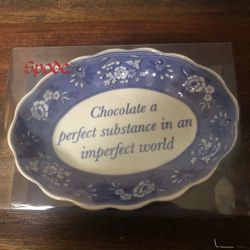 Spode
Chocolate a
perfect substance in an
imperfect world